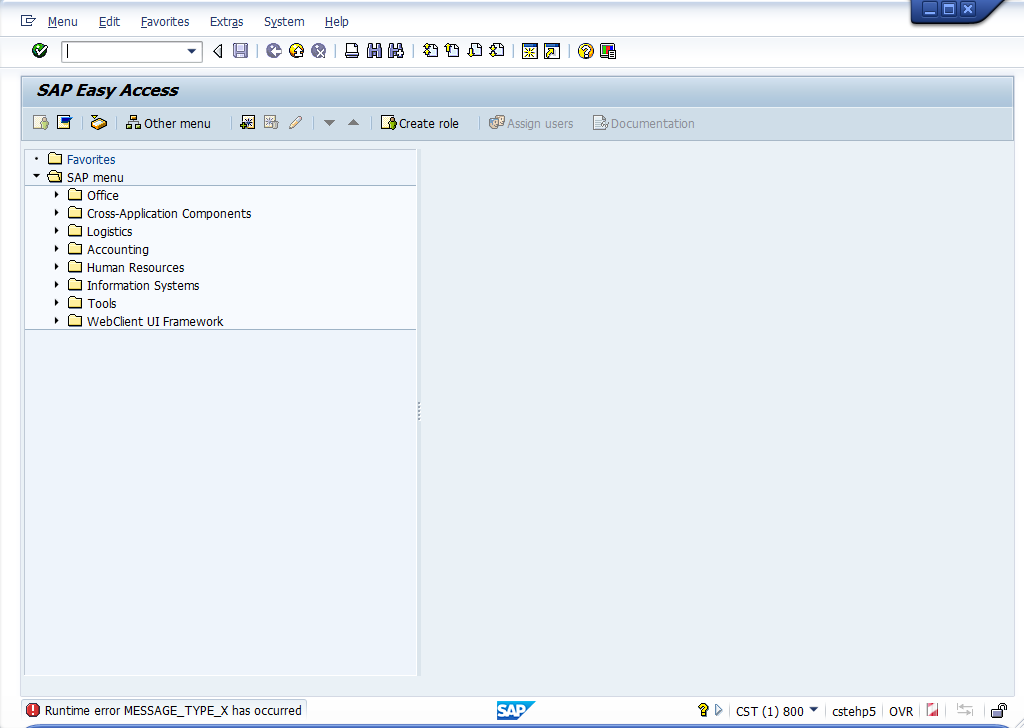 Menu Edit Favorites Extras System Help
SAP Easy Access
Other menu Create role Assign users Documentation
Favorites
SAP menu
Office
Cross-Application Components
Logistics
Accounting
Human Resources
Information Systems
Tools
WebClient UI Framework
Runtime error MESSAGE_TYPE_X has occurred SAP CST (1) 800 cstehp5 OVR